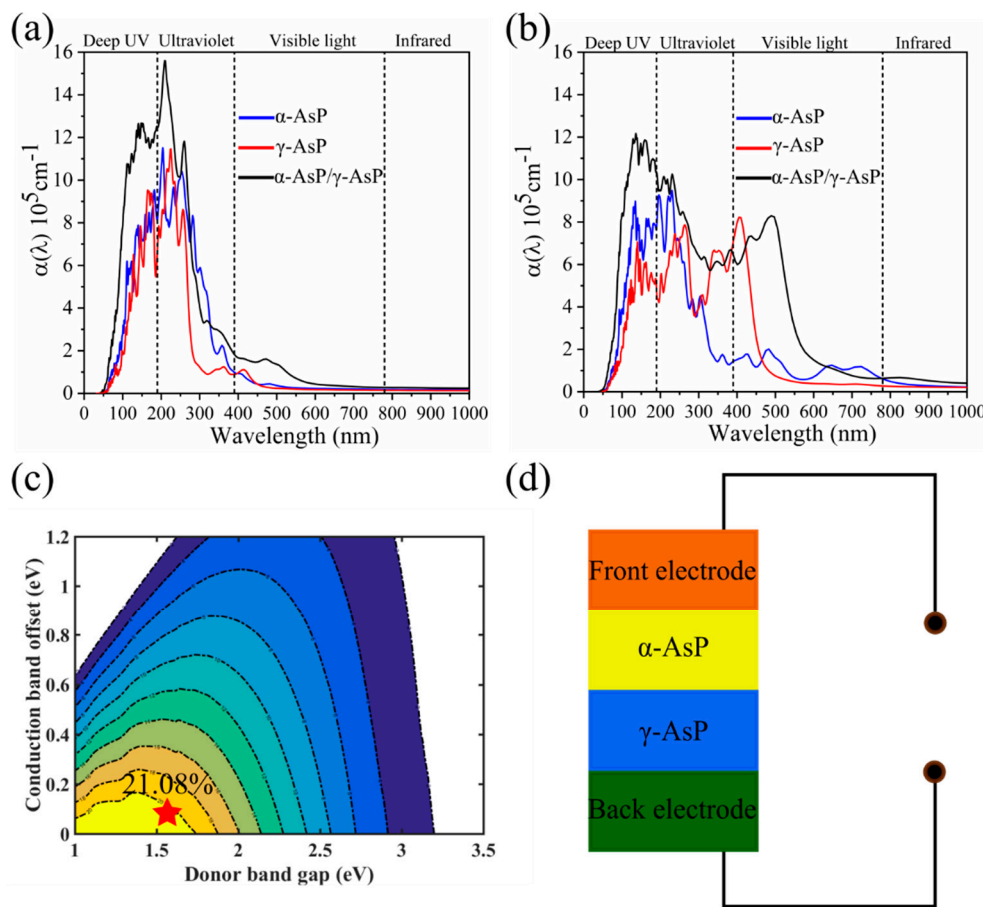 (a)
Deep UV Ultraviolet Visible light Infrared
16
14
12
10
8
6
4
2
0
α(λ) 10⁵cm⁻¹
α-AsP
γ-AsP
α-AsP/γ-AsP
0 100 200 300 400 500 600 700 800 900 1000
Wavelength (nm)
(b)
Deep UV Ultraviolet Visible light Infrared
16
14
12
10
8
6
4
2
0
α(λ) 10⁵cm⁻¹
α-AsP
γ-AsP
α-AsP/γ-AsP
0 100 200 300 400 500 600 700 800 900 1000
Wavelength (nm)
(c)
1.2
1
0.8
0.6
0.4
0.2
0
Conduction band offset (eV)
21.08%
1 1.5 2 2.5 3 3.5
Donor band gap (eV)
(d)
Front electrode
α-AsP
γ-AsP
Back electrode